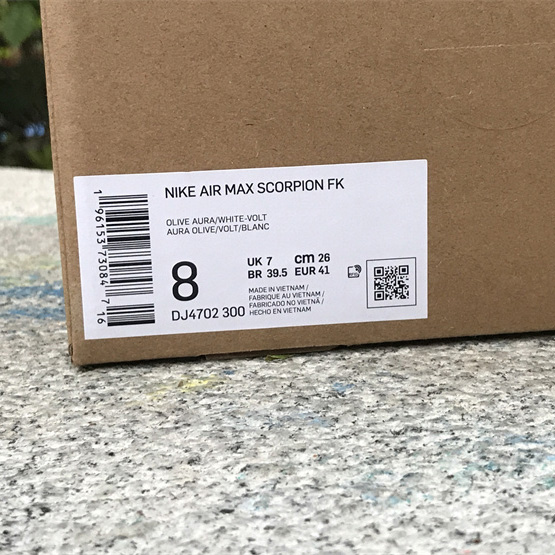 NIKE AIR MAX SCORPION FK
OLIVE AURA/WHITE-VOLT
AURA OLIVE/VOLT/BLANC
8
UK 7 cm 26
BR 39.5 EUR 41
MADE IN VIETNAM /
FABRIQUE AU VIETNAM /
FABRICADO NO VIETNÃ /
HECHO EN VIETNAM
DJ4702 300
1 96153 73084 7 16